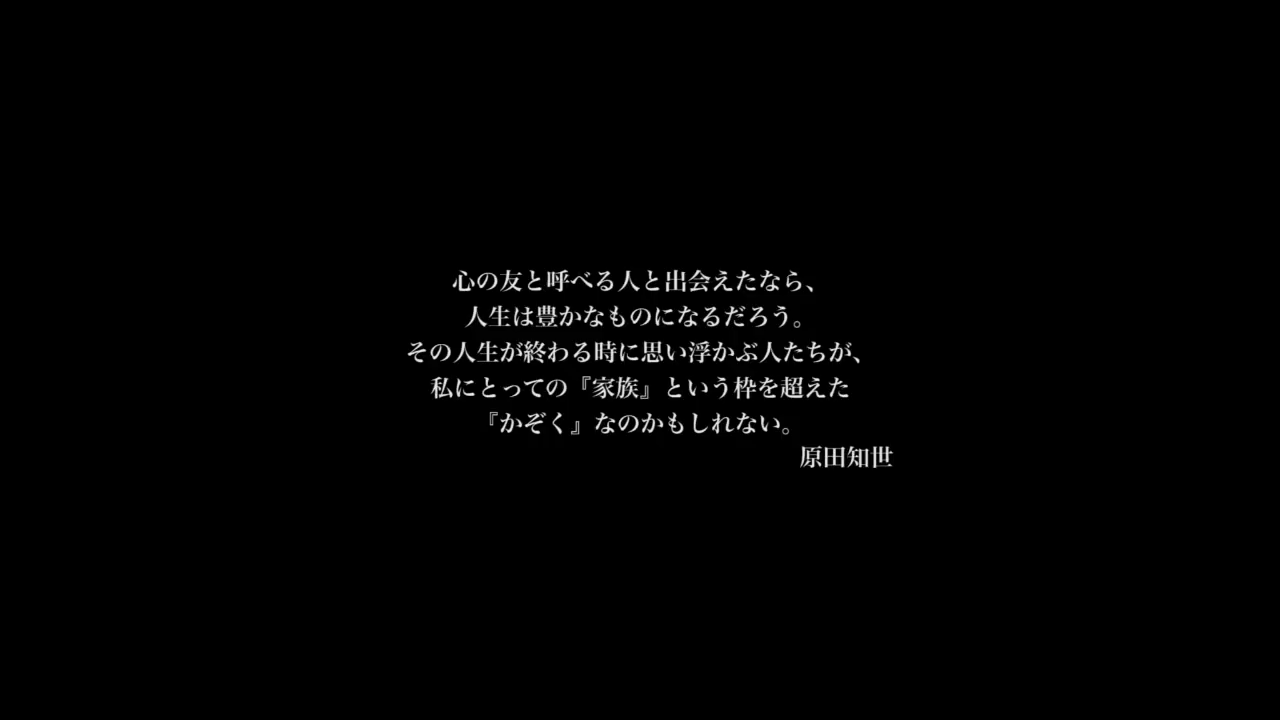 心の友と呼べる人と出会えたなら、
人生は豊かなものになるだろう。
その人生が終わる時に思い浮かぶ人たちが、
私にとっての『家族』という枠を超えた
『かぞく』なのかもしれない。
原田知世